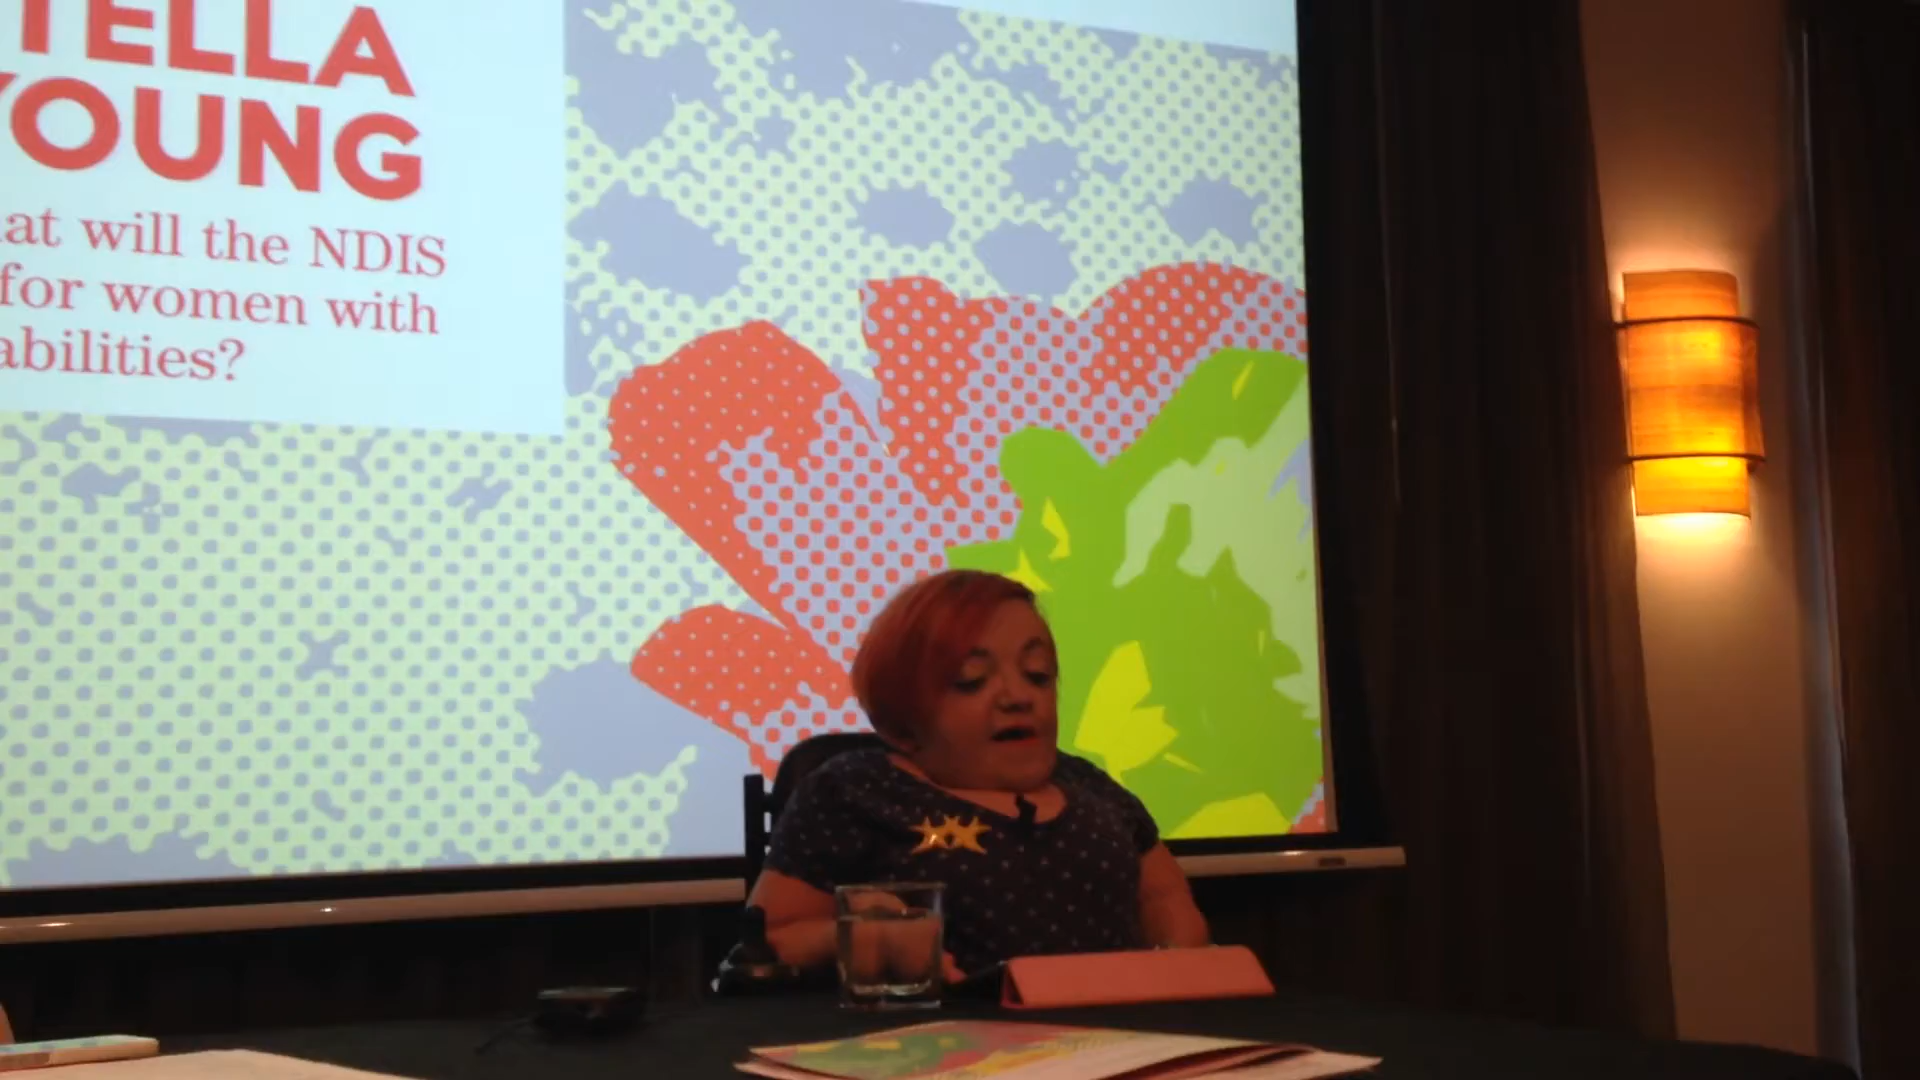 TELLA
YOUNG
at will the NDIS
for women with
abilities?